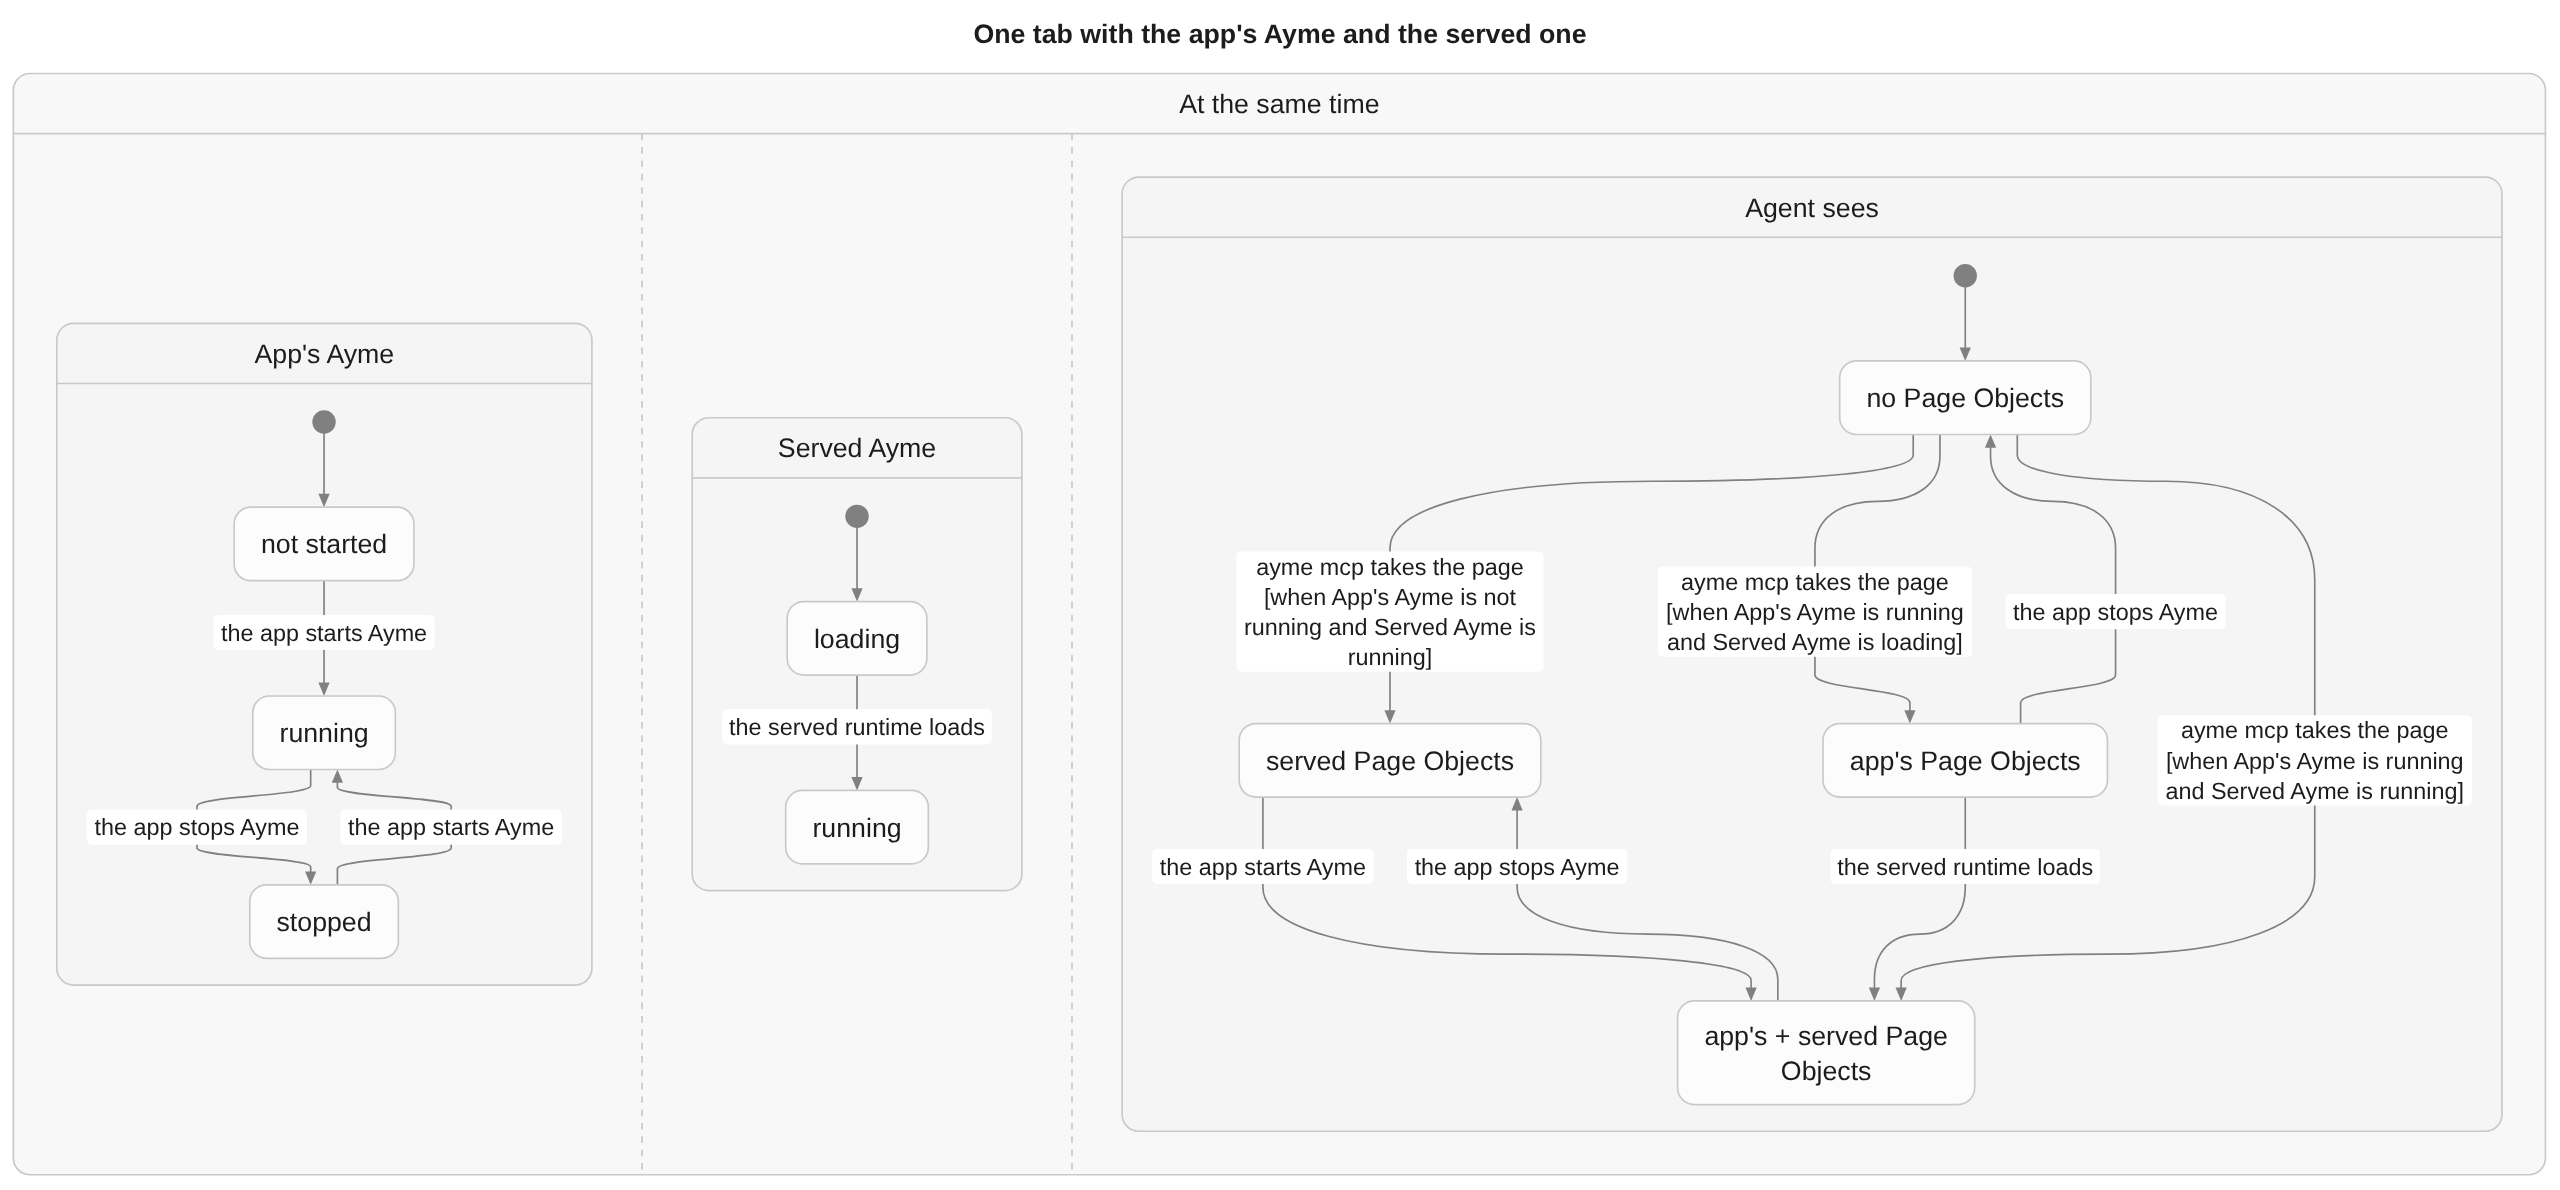 One tab with the app's Ayme and the served one
At the same time
App's Ayme
not started
the app starts Ayme
running
the app stops Ayme
the app starts Ayme
stopped
Served Ayme
loading
the served runtime loads
running
Agent sees
no Page Objects
ayme mcp takes the page
[when App's Ayme is not
running and Served Ayme is
running]
ayme mcp takes the page
[when App's Ayme is running
and Served Ayme is loading]
the app stops Ayme
ayme mcp takes the page
[when App's Ayme is running
and Served Ayme is running]
served Page Objects
app's Page Objects
the app starts Ayme
the app stops Ayme
the served runtime loads
app's + served Page
Objects